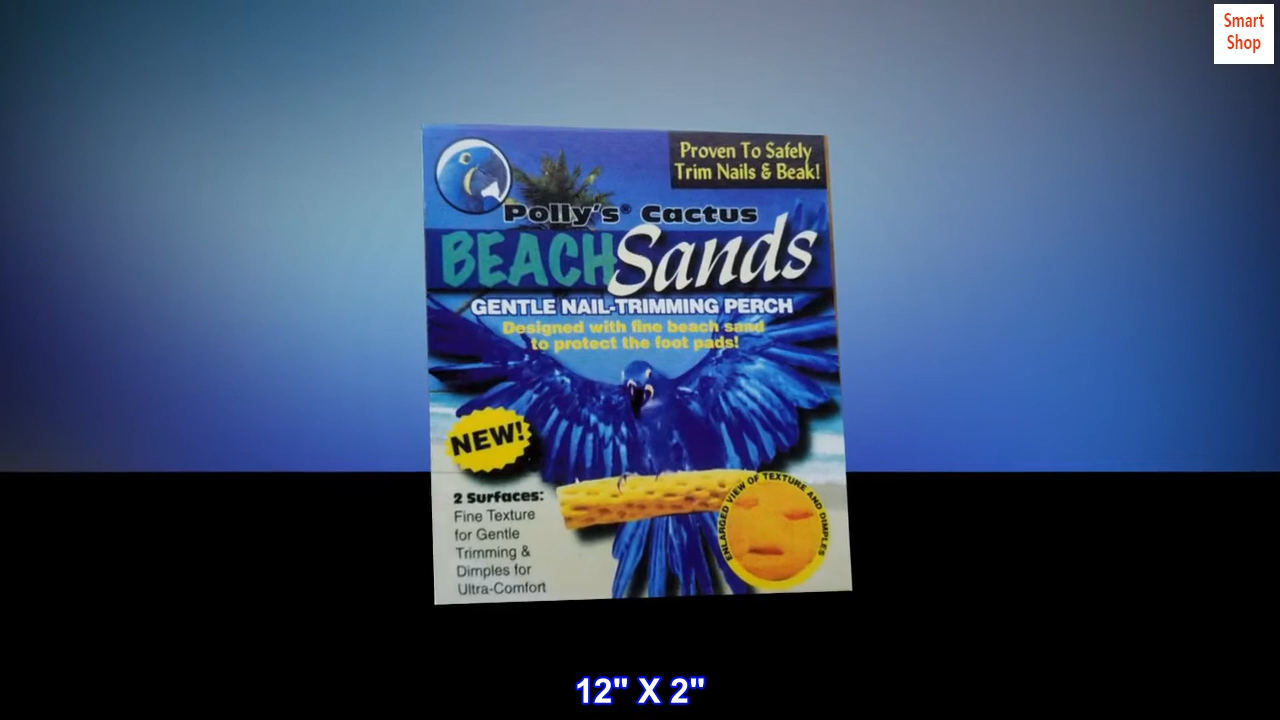 Smart
Shop
Proven To Safely
Trim Nails & Beak!
Polly's® Cactus
BEACH Sands
GENTLE NAIL-TRIMMING PERCH
Designed with fine beach sand
to protect the foot pads!
NEW!
2 Surfaces:
Fine Texture
for Gentle
Trimming &
Dimples for
Ultra-Comfort
ENLARGED VIEW OF TEXTURE AND DIMPLES
12" X 2"